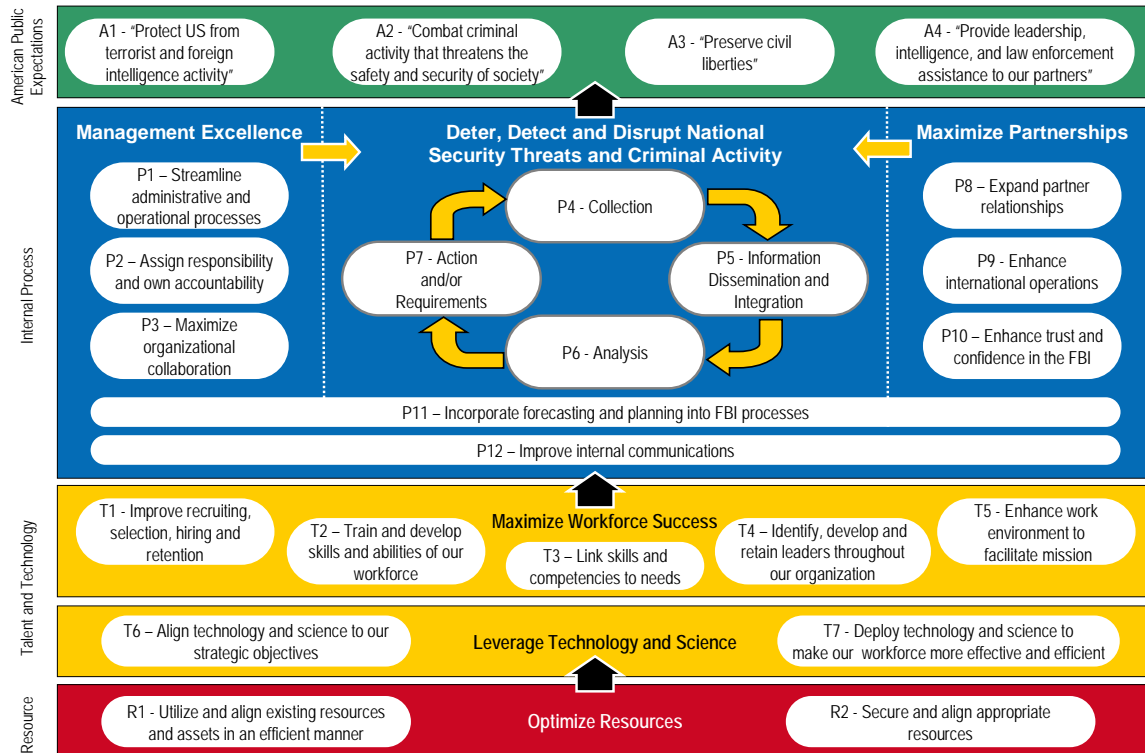 American Public
Expectations
A1 - “Protect US from
terrorist and foreign
intelligence activity”
A2 - “Combat criminal
activity that threatens the
safety and security of society”
A3 - “Preserve civil
liberties”
A4 - “Provide leadership,
intelligence, and law enforcement
assistance to our partners”
Internal Process
Management Excellence
P1 – Streamline
administrative and
operational processes
P2 – Assign responsibility
and own accountability
P3 – Maximize
organizational
collaboration
Deter, Detect and Disrupt National
Security Threats and Criminal Activity
P4 - Collection
P7 - Action
and/or
Requirements
P5 - Information
Dissemination and
Integration
P6 - Analysis
Maximize Partnerships
P8 – Expand partner
relationships
P9 - Enhance
international operations
P10 – Enhance trust and
confidence in the FBI
P11 – Incorporate forecasting and planning into FBI processes
P12 – Improve internal communications
Talent and Technology
Maximize Workforce Success
T1 - Improve recruiting,
selection, hiring and
retention
T2 – Train and develop
skills and abilities of our
workforce
T3 – Link skills and
competencies to needs
T4 – Identify, develop and
retain leaders throughout
our organization
T5 – Enhance work
environment to
facilitate mission
T6 – Align technology and science to our
strategic objectives
Leverage Technology and Science
T7 - Deploy technology and science to
make our workforce more effective and efficient
Resource
R1 - Utilize and align existing resources
and assets in an efficient manner
Optimize Resources
R2 – Secure and align appropriate
resources